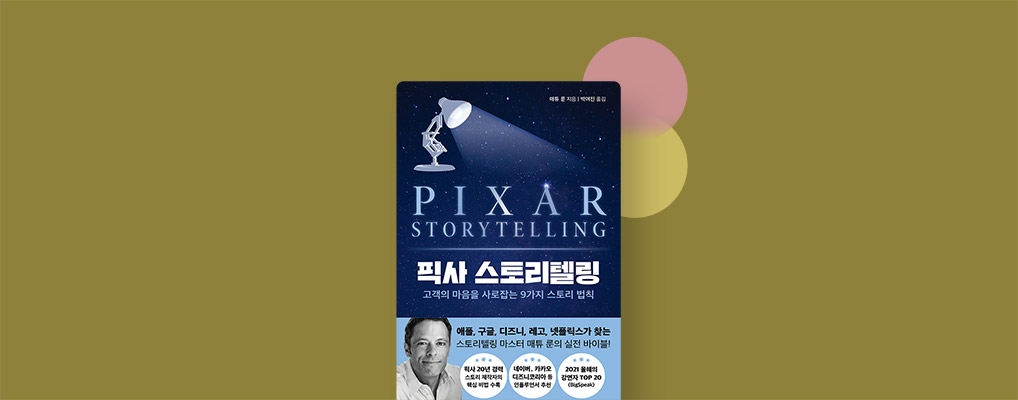 매튜 룬 지음 | 박여진 옮김
PIXAR
STORYTELLING
픽사 스토리텔링
고객의 마음을 사로잡는 9가지 스토리 법칙
애플, 구글, 디즈니, 레고, 넷플릭스가 찾는
스토리텔링 마스터 매튜 룬의 실전 바이블!
픽사 20년 경력
스토리 제작자의
핵심 비법 수록
네이버, 카카오
디즈니코리아 등
인플루언서 추천
2021 올해의
강연자 TOP 20
(BigSpeak)